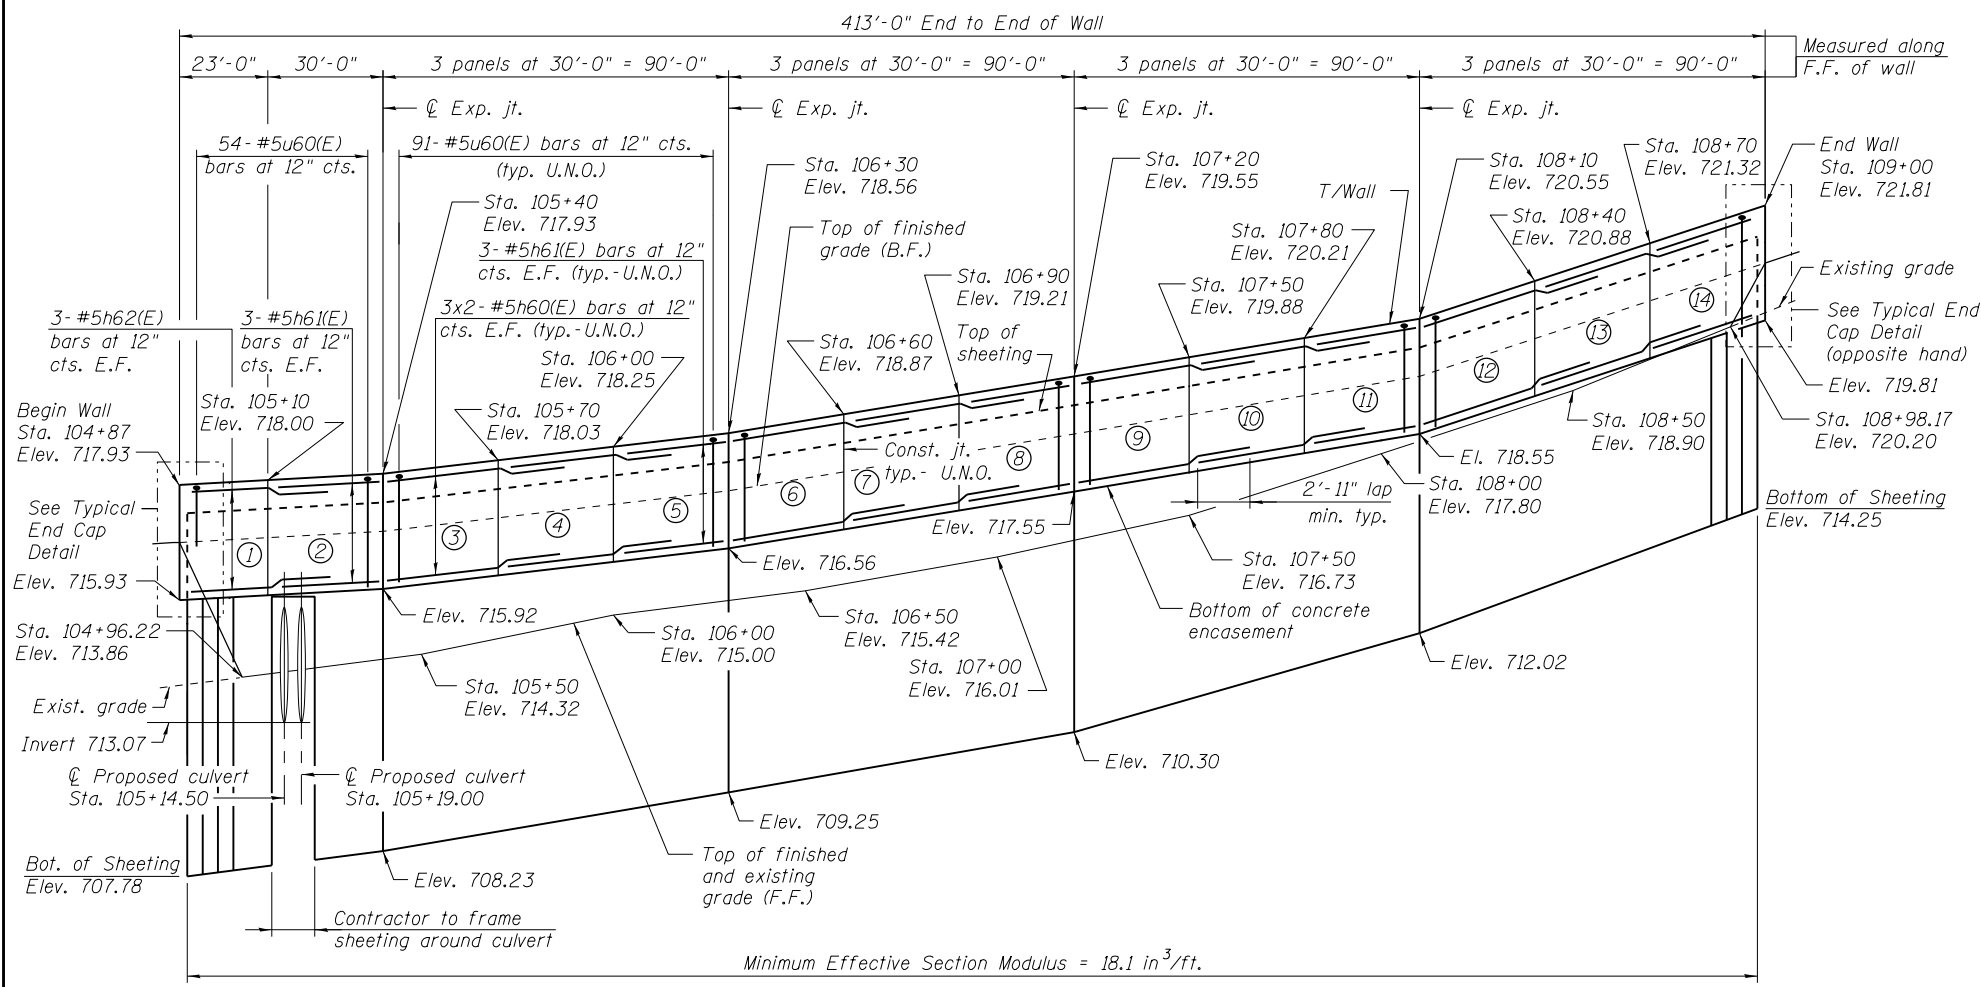 413'-0" End to End of Wall
Measured along
F.F. of wall
23'-0"
30'-0"
3 panels at 30'-0" = 90'-0"
3 panels at 30'-0" = 90'-0"
3 panels at 30'-0" = 90'-0"
3 panels at 30'-0" = 90'-0"
℄ Exp. jt.
℄ Exp. jt.
℄ Exp. jt.
℄ Exp. jt.
54-#5u60(E)
bars at 12" cts.
91-#5u60(E) bars at 12" cts.
(typ. U.N.O.)
Sta. 105+40
Elev. 717.93
3-#5h61(E) bars at 12"
cts. E.F. (typ.-U.N.O.)
3x2-#5h60(E) bars at 12"
cts. E.F. (typ.-U.N.O.)
Sta. 106+00
Elev. 718.25
Sta. 105+70
Elev. 718.03
Sta. 106+30
Elev. 718.56
Top of finished
grade (B.F.)
Sta. 106+90
Elev. 719.21
Top of
sheeting
Sta. 106+60
Elev. 718.87
Sta. 107+20
Elev. 719.55
T/Wall
Sta. 107+80
Elev. 720.21
Sta. 107+50
Elev. 719.88
Sta. 108+10
Elev. 720.55
Sta. 108+40
Elev. 720.88
Sta. 108+70
Elev. 721.32
End Wall
Sta. 109+00
Elev. 721.81
Existing grade
See Typical End
Cap Detail
(opposite hand)
Elev. 719.81
Sta. 108+98.17
Elev. 720.20
Bottom of Sheeting
Elev. 714.25
3-#5h62(E)
bars at 12"
cts. E.F.
3-#5h61(E)
bars at 12"
cts. E.F.
Sta. 105+10
Elev. 718.00
Begin Wall
Sta. 104+87
Elev. 717.93
See Typical
End Cap
Detail
Elev. 715.93
1
2
3
4
5
6
7
8
9
10
11
12
13
14
Const. jt.
typ.- U.N.O.
2'-11" lap
min. typ.
El. 718.55
Sta. 108+00
Elev. 717.80
Sta. 108+50
Elev. 718.90
Elev. 717.55
Elev. 716.56
Elev. 715.92
Sta. 107+50
Elev. 716.73
Bottom of concrete
encasement
Sta. 106+50
Elev. 715.42
Sta. 106+00
Elev. 715.00
Sta. 107+00
Elev. 716.01
Sta. 105+50
Elev. 714.32
Sta. 104+96.22
Elev. 713.86
Exist. grade
Invert 713.07
℄ Proposed culvert
Sta. 105+14.50
℄ Proposed culvert
Sta. 105+19.00
Elev. 712.02
Elev. 710.30
Elev. 709.25
Elev. 708.23
Top of finished
and existing
grade (F.F.)
Bot. of Sheeting
Elev. 707.78
Contractor to frame
sheeting around culvert
Minimum Effective Section Modulus = 18.1 in³/ft.